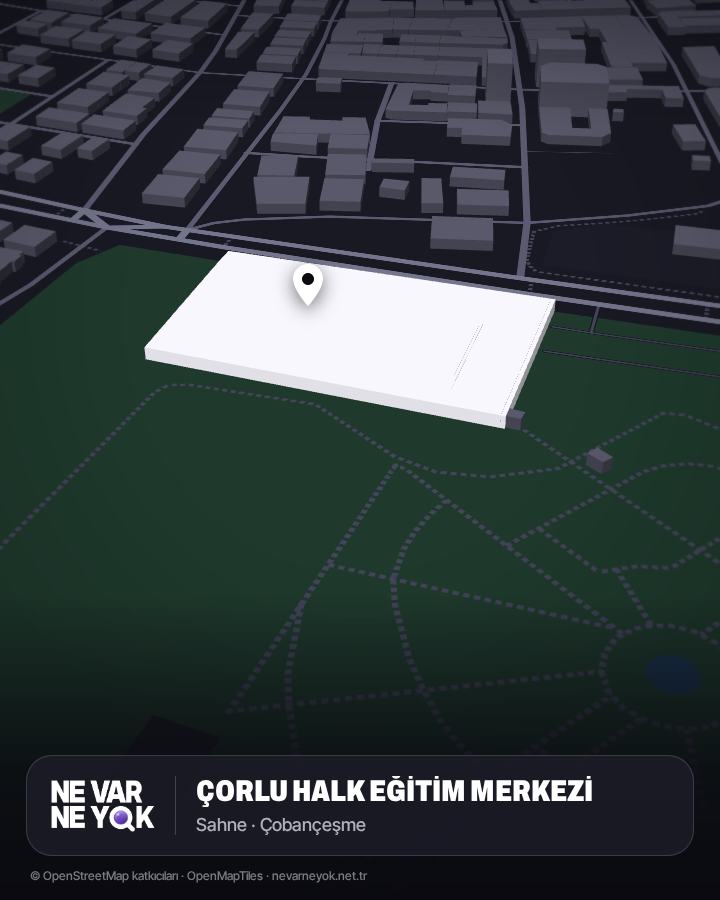 NE VAR
NE YOK
ÇORLU HALK EĞİTİM MERKEZİ
Sahne · Çobançeşme
© OpenStreetMap katkıcıları · OpenMapTiles · nevarneyok.net.tr